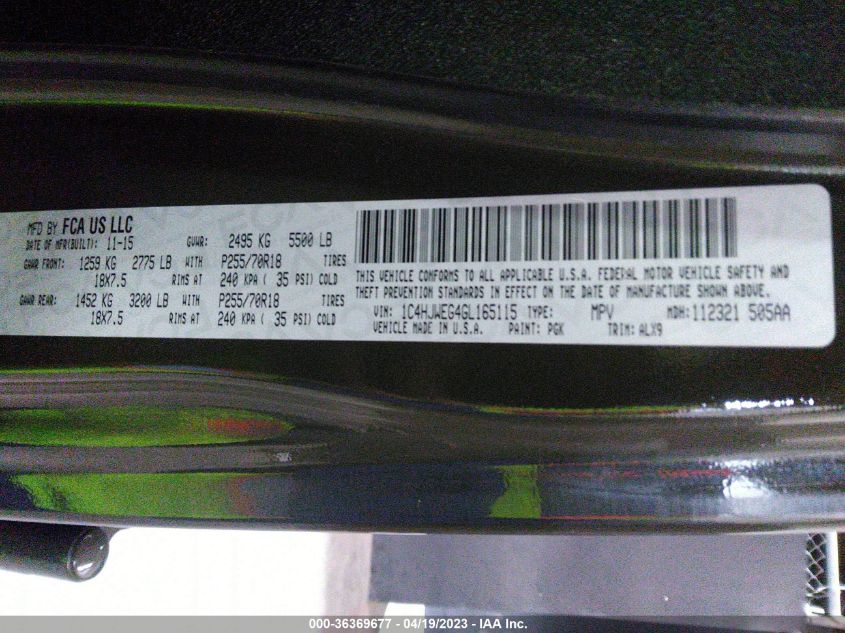 MFD BY FCA US LLC
DATE OF MFR(BUILT): 11-15 GVWR: 2495 KG 5500 LB
GAWR FRONT: 1259 KG 2775 LB WITH P255/70R18 TIRES
18X7.5 RIMS AT 240 KPA ( 35 PSI) COLD
GAWR REAR: 1452 KG 3200 LB WITH P255/70R18 TIRES
18X7.5 RIMS AT 240 KPA ( 35 PSI) COLD
THIS VEHICLE CONFORMS TO ALL APPLICABLE U.S.A. FEDERAL MOTOR VEHICLE SAFETY AND
THEFT PREVENTION STANDARDS IN EFFECT ON THE DATE OF MANUFACTURE SHOWN ABOVE.
VIN: 1C4HJWEG4GL165115 TYPE: MPV MDH: 112321 505AA
VEHICLE MADE IN U.S.A. PAINT: PGK TRIM: ALX9
000-36369677 - 04/19/2023 - IAA Inc.